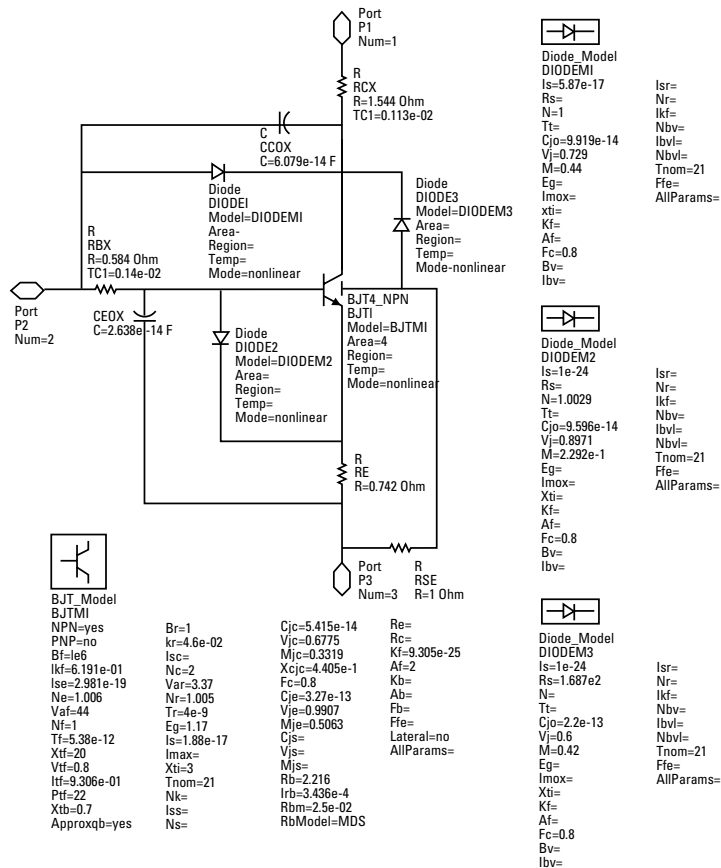 Port
P1
Num=1
R
RCX
R=1.544 Ohm
TC1=0.113e-02
C
CCOX
C=6.079e-14 F
Diode
DIODEI
Model=DIODEMI
Area-
Region=
Temp=
Mode=nonlinear
Diode
DIODE3
Model=DIODEM3
Area=
Region=
Temp=
Mode-nonlinear
R
RBX
R=0.584 Ohm
TC1=0.14e-02
Port
P2
Num=2
CEOX
C=2.638e-14 F
Diode
DIODE2
Model=DIODEM2
Area=
Region=
Temp=
Mode=nonlinear
BJT4_NPN
BJTI
Model=BJTMI
Area=4
Region=
Temp=
Mode=nonlinear
R
RE
R=0.742 Ohm
Port
P3
Num=3
R
RSE
R=1 Ohm
BJT_Model
BJTMI
NPN=yes
PNP=no
Bf=le6
Ikf=6.191e-01
Ise=2.981e-19
Ne=1.006
Vaf=44
Nf=1
Tf=5.38e-12
Xtf=20
Vtf=0.8
Itf=9.306e-01
Ptf=22
Xtb=0.7
Approxqb=yes
Br=1
kr=4.6e-02
Isc=
Nc=2
Var=3.37
Nr=1.005
Tr=4e-9
Eg=1.17
Is=1.88e-17
Imax=
Xti=3
Tnom=21
Nk=
Iss=
Ns=
Cjc=5.415e-14
Vjc=0.6775
Mjc=0.3319
Xcjc=4.405e-1
Fc=0.8
Cje=3.27e-13
Vje=0.9907
Mje=0.5063
Cjs=
Vjs=
Mjs=
Rb=2.216
Irb=3.436e-4
Rbm=2.5e-02
RbModel=MDS
Re=
Rc=
Kf=9.305e-25
Af=2
Kb=
Ab=
Fb=
Ffe=
Lateral=no
AllParams=
Diode_Model
DIODEMI
Is=5.87e-17
Rs=
N=1
Tt=
Cjo=9.919e-14
Vj=0.729
M=0.44
Eg=
Imox=
xti=
Kf=
Af=
Fc=0.8
Bv=
Ibv=
Isr=
Nr=
Ikf=
Nbv=
Ibvl=
Nbvl=
Tnom=21
Ffe=
AllParams=
Diode_Model
DIODEM2
Is=1e-24
Rs=
N=1.0029
Tt=
Cjo=9.596e-14
Vj=0.8971
M=2.292e-1
Eg=
Imox=
Xti=
Kf=
Af=
Fc=0.8
Bv=
Ibv=
Isr=
Nr=
Ikf=
Nbv=
Ibvl=
Nbvl=
Tnom=21
Ffe=
AllParams=
Diode_Model
DIODEM3
Is=1e-24
Rs=1.687e2
N=
Tt=
Cjo=2.2e-13
Vj=0.6
M=0.42
Eg=
Imox=
Xti=
Kf=
Af=
Fc=0.8
Bv=
Ibv=
Isr=
Nr=
Ikf=
Nbv=
Ibvl=
Nbvl=
Tnom=21
Ffe=
AllParams=